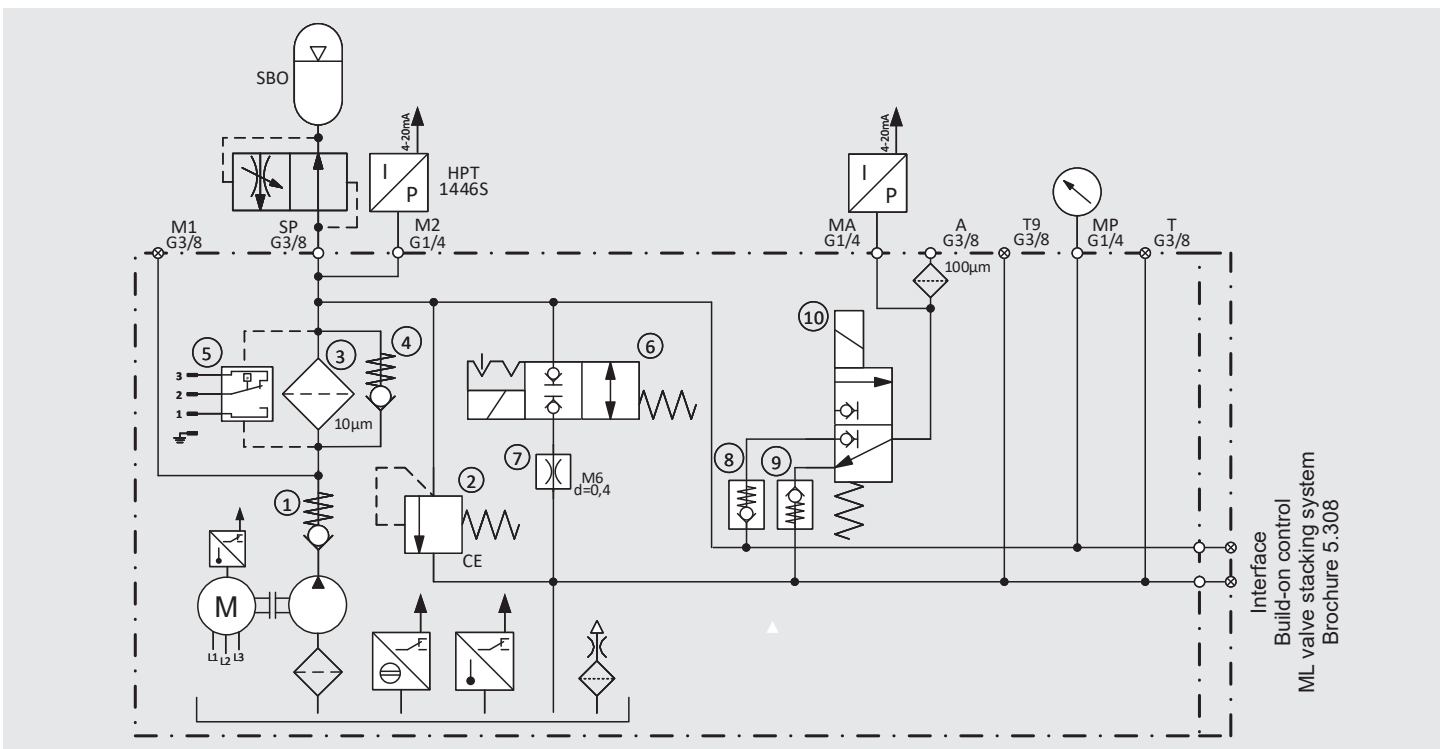 SBO
4-20mA
I
P
HPT
1446S
4-20mA
I
P
M1
G3/8
SP
G3/8
M2
G1/4
MA
G1/4
A
G3/8
T9
G3/8
MP
G1/4
T
G3/8
100µm
10
5
3
4
6
3
2
1
P
10µm
7
M6
d=0,4
8
9
2
1
CE
M
L1
L2
L3
Interface
Build-on control
ML valve stacking system
Brochure 5.308